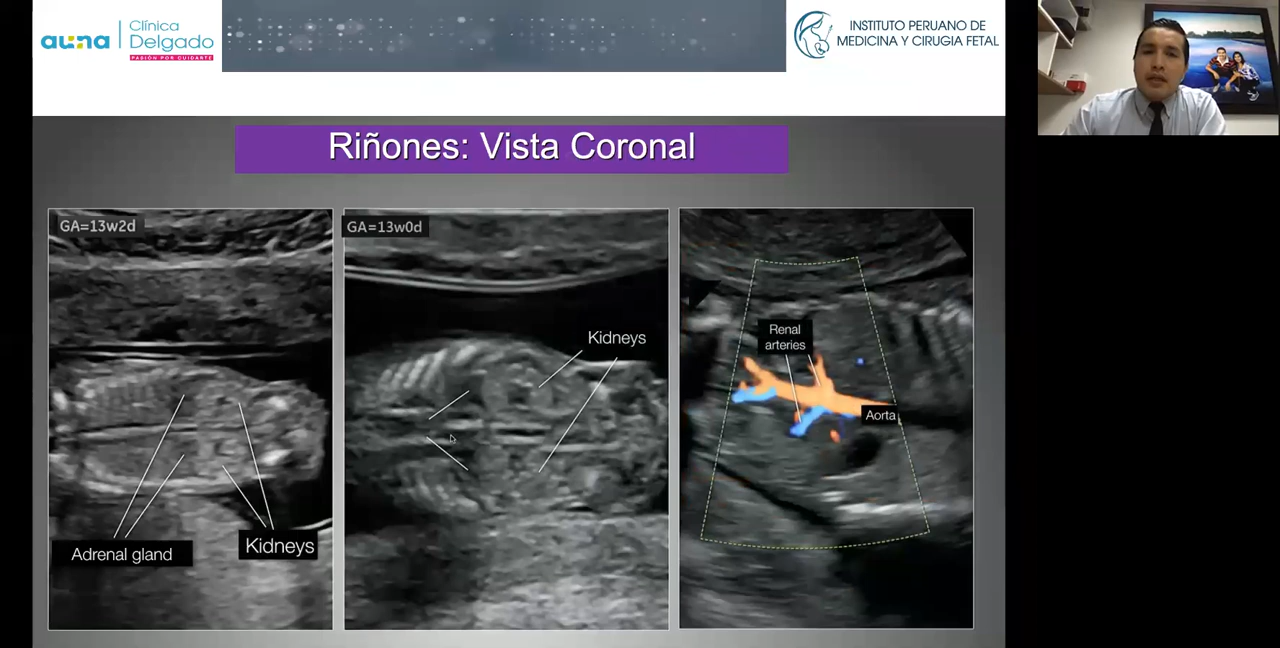 auna
Clínica
Delgado
PASIÓN POR CUIDARTE
INSTITUTO PERUANO DE
MEDICINA Y CIRUGIA FETAL
Riñones: Vista Coronal
GA=13w2d
Adrenal gland
Kidneys
GA=13w0d
Kidneys
Renal
arteries
Aorta